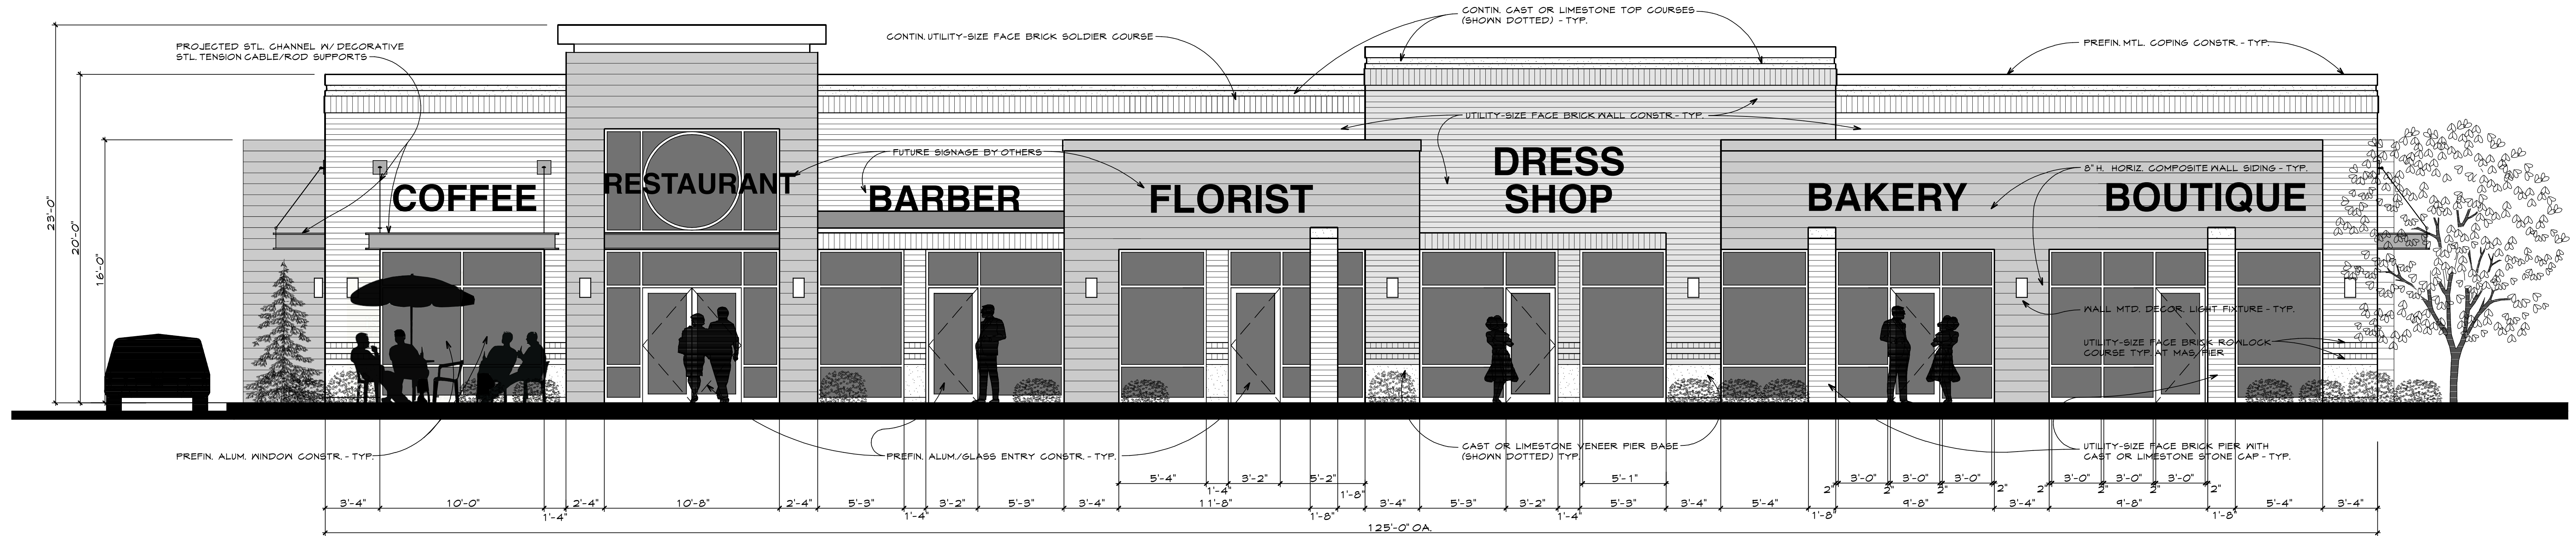 CONTIN. CAST OR LIMESTONE TOP COURSES
(SHOWN DOTTED) - TYP.
CONTIN. UTILITY-SIZE FACE BRICK SOLDIER COURSE
PREFIN. MTL. COPING CONSTR. - TYP.
PROJECTED STL. CHANNEL W/ DECORATIVE
STL. TENSION CABLE/ROD SUPPORTS
UTILITY-SIZE FACE BRICK WALL CONSTR.- TYP.
FUTURE SIGNAGE BY OTHERS
8" H. HORIZ. COMPOSITE WALL SIDING - TYP.
23'-0"
20'-0"
16'-0"
COFFEE
RESTAURANT
BARBER
FLORIST
DRESS
SHOP
BAKERY
BOUTIQUE
WALL MTD. DECOR. LIGHT FIXTURE - TYP.
UTILITY-SIZE FACE BRICK ROWLOCK
COURSE TYP. AT MAS. PIER
PREFIN. ALUM. WINDOW CONSTR. - TYP.
PREFIN. ALUM./GLASS ENTRY CONSTR. - TYP.
CAST OR LIMESTONE VENEER PIER BASE
(SHOWN DOTTED) TYP.
UTILITY-SIZE FACE BRICK PIER WITH
CAST OR LIMESTONE STONE CAP - TYP.
5'-4" 1'-4" 3'-2" 5'-2" 1'-8" 5'-1" 2" 3'-0" 2" 3'-0" 2" 3'-0" 2" 2" 3'-0" 2" 3'-0" 2" 3'-0" 2"
3'-4" 10'-0" 1'-4" 2'-4" 10'-8" 2'-4" 5'-3" 1'-4" 3'-2" 5'-3" 3'-4" 11'-8" 1'-8" 3'-4" 5'-3" 3'-2" 1'-4" 5'-3" 3'-4" 5'-4" 1'-8" 9'-8" 3'-4" 9'-8" 1'-8" 5'-4" 3'-4"
125'-0" OA.